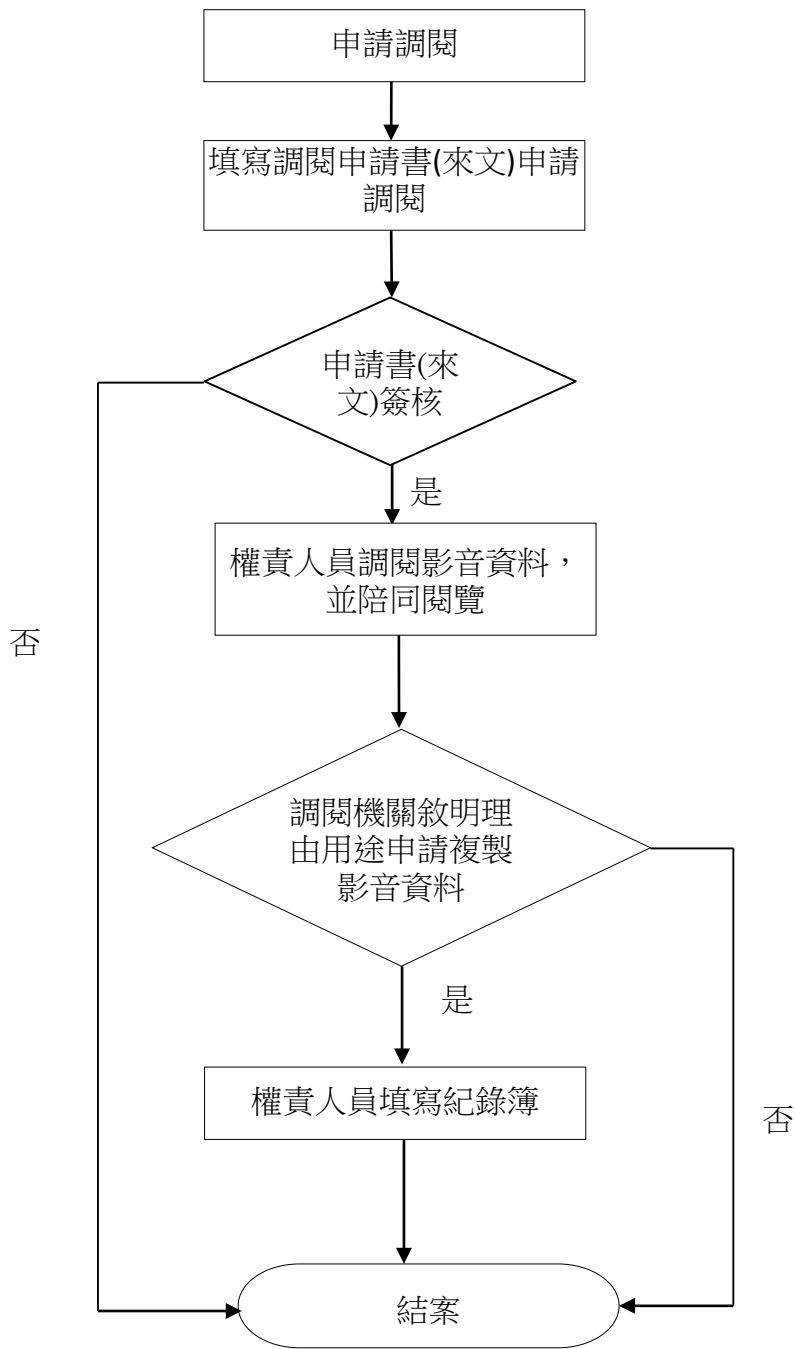 申請調閱
填寫調閱申請書(來文)申請
調閱
申請書(來
文)簽核
是
權責人員調閱影音資料，
並陪同閱覽
否
調閱機關敘明理
由用途申請複製
影音資料
是
權責人員填寫紀錄簿
否
結案